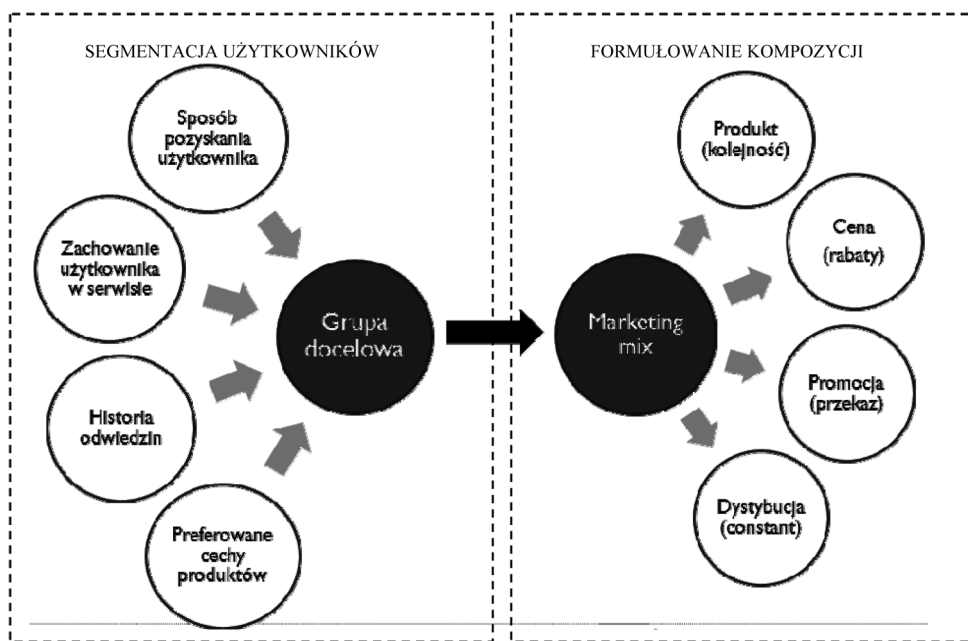 SEGMENTACJA UŻYTKOWNIKÓW
Sposób
pozyskania
użytkownika
Zachowanie
użytkownika
w serwisie
Historia
odwiedzin
Preferowane
cechy
produktów
Grupa
docelowa
FORMUŁOWANIE KOMPOZYCJI
Marketing
mix
Produkt
(kolejność)
Cena
(rabaty)
Promocja
(przekaz)
Dystybucja
(constant)